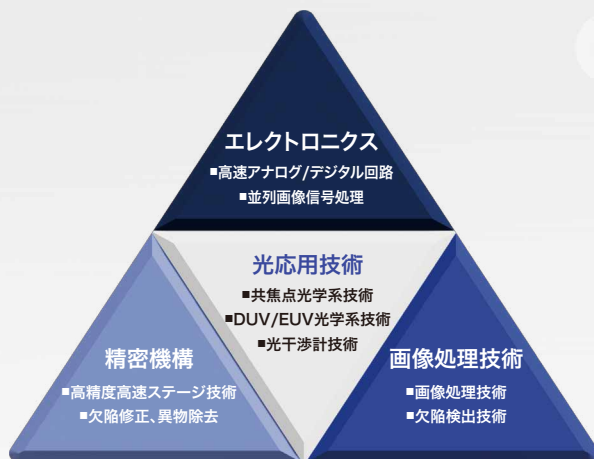 エレクトロニクス
■高速アナログ/デジタル回路
■並列画像信号処理
光応用技術
■共焦点光学系技術
■DUV/EUV光学系技術
■光干渉計技術
精密機構
■高精度高速ステージ技術
■欠陥修正、異物除去
画像処理技術
■画像処理技術
■欠陥検出技術